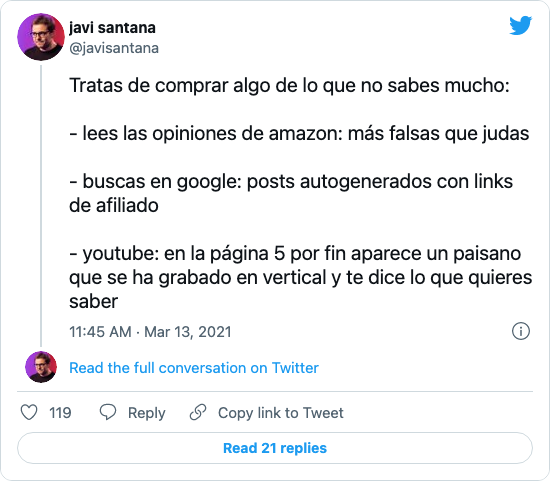 javi santana
@javisantana
Tratas de comprar algo de lo que no sabes mucho:
- lees las opiniones de amazon: más falsas que judas
- buscas en google: posts autogenerados con links
de afiliado
- youtube: en la página 5 por fin aparece un paisano
que se ha grabado en vertical y te dice lo que quieres
saber
11:45 AM · Mar 13, 2021
Read the full conversation on Twitter
119 Reply Copy link to Tweet
Read 21 replies